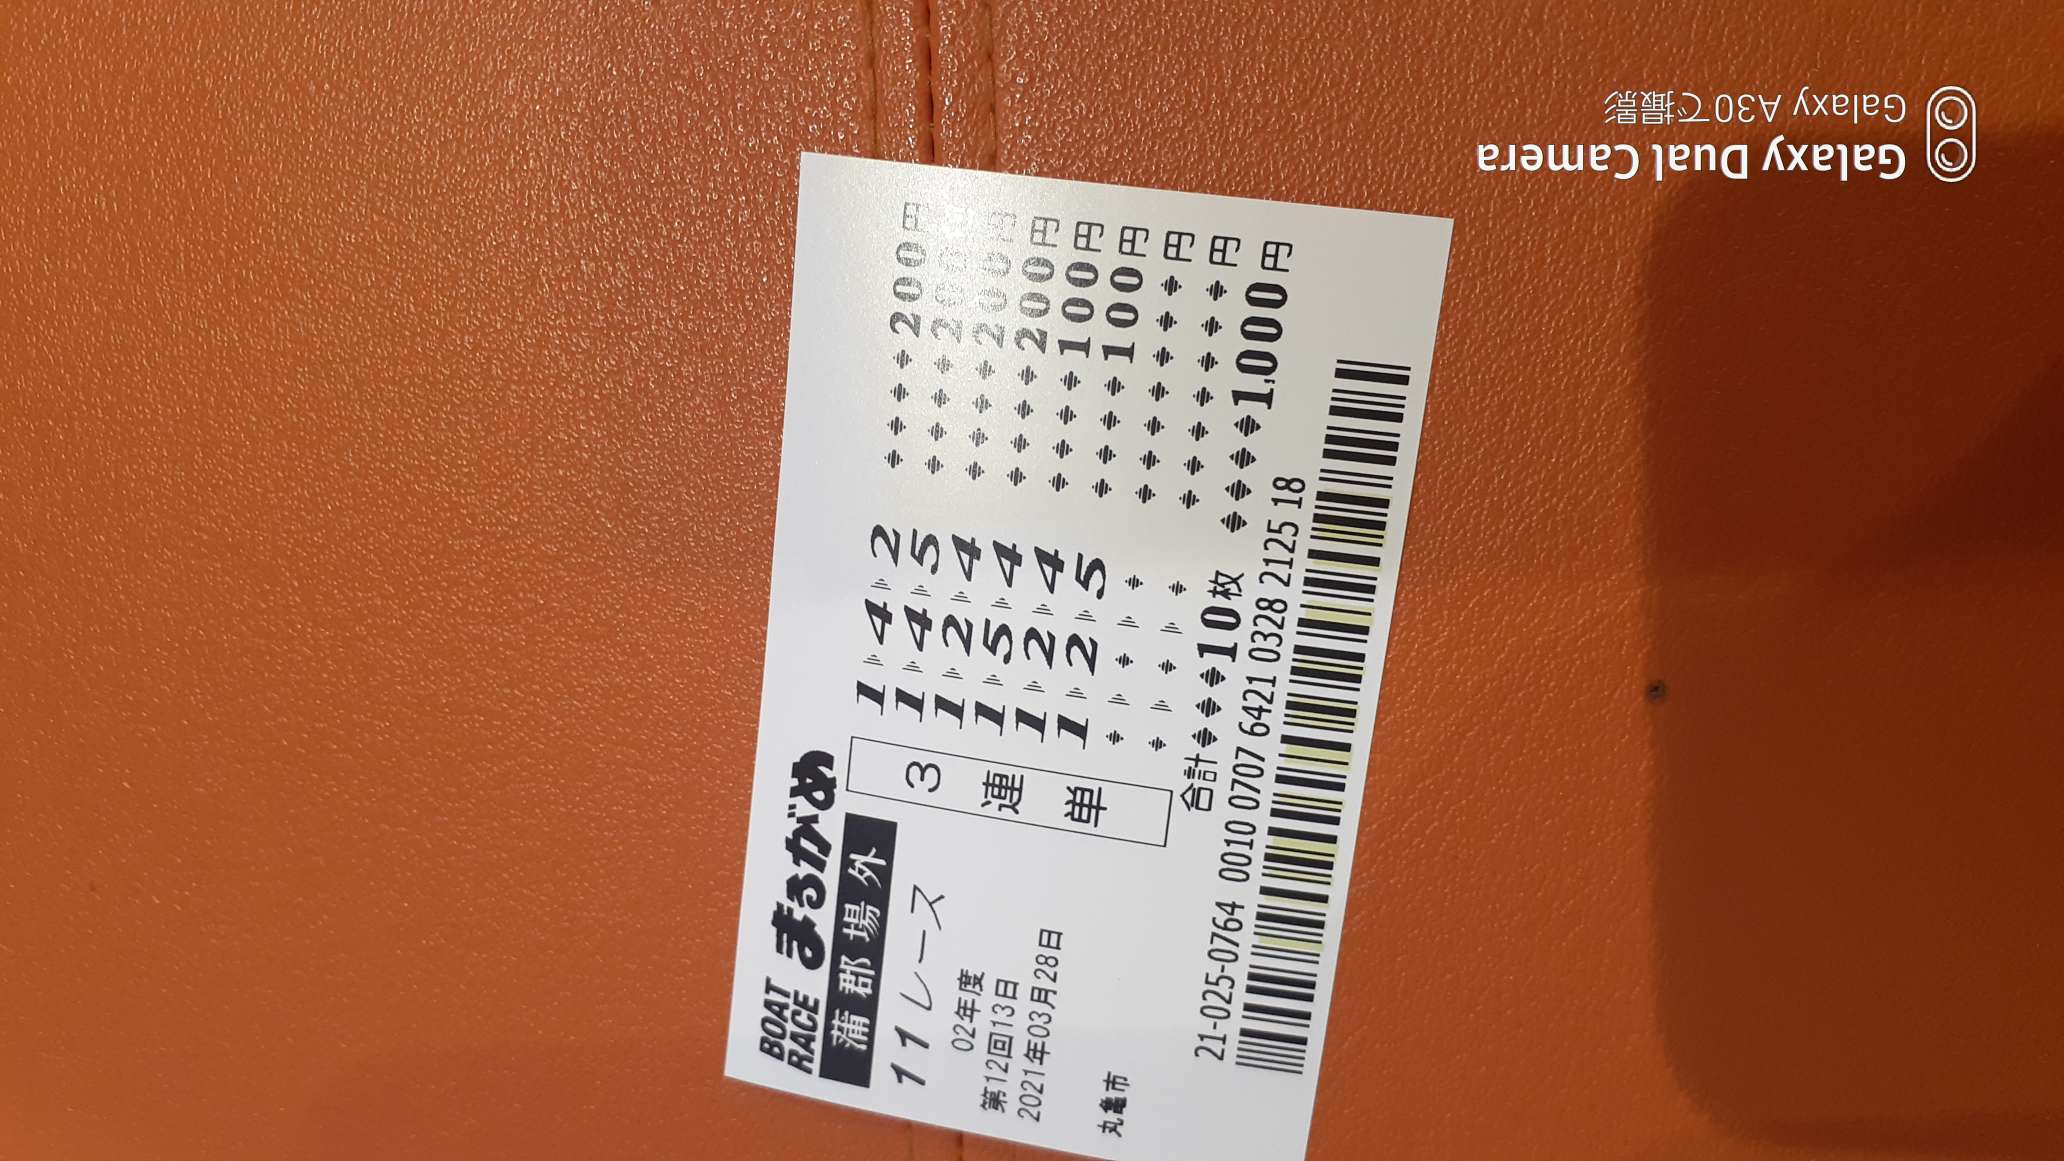 BOAT RACE まるがめ
蒲郡場外
11レース
02年度
第12回13日
2021年03月28日
丸亀市
3連単
1 4 2 200円
1 4 5 200円
1 2 4 200円
1 5 4 200円
1 2 4 100円
1 2 5 100円
円
円
合計 10枚 1,000円
21-025-0764 0010 0707 6421 0328 2125 18
Galaxy Dual Camera
Galaxy A30で撮影